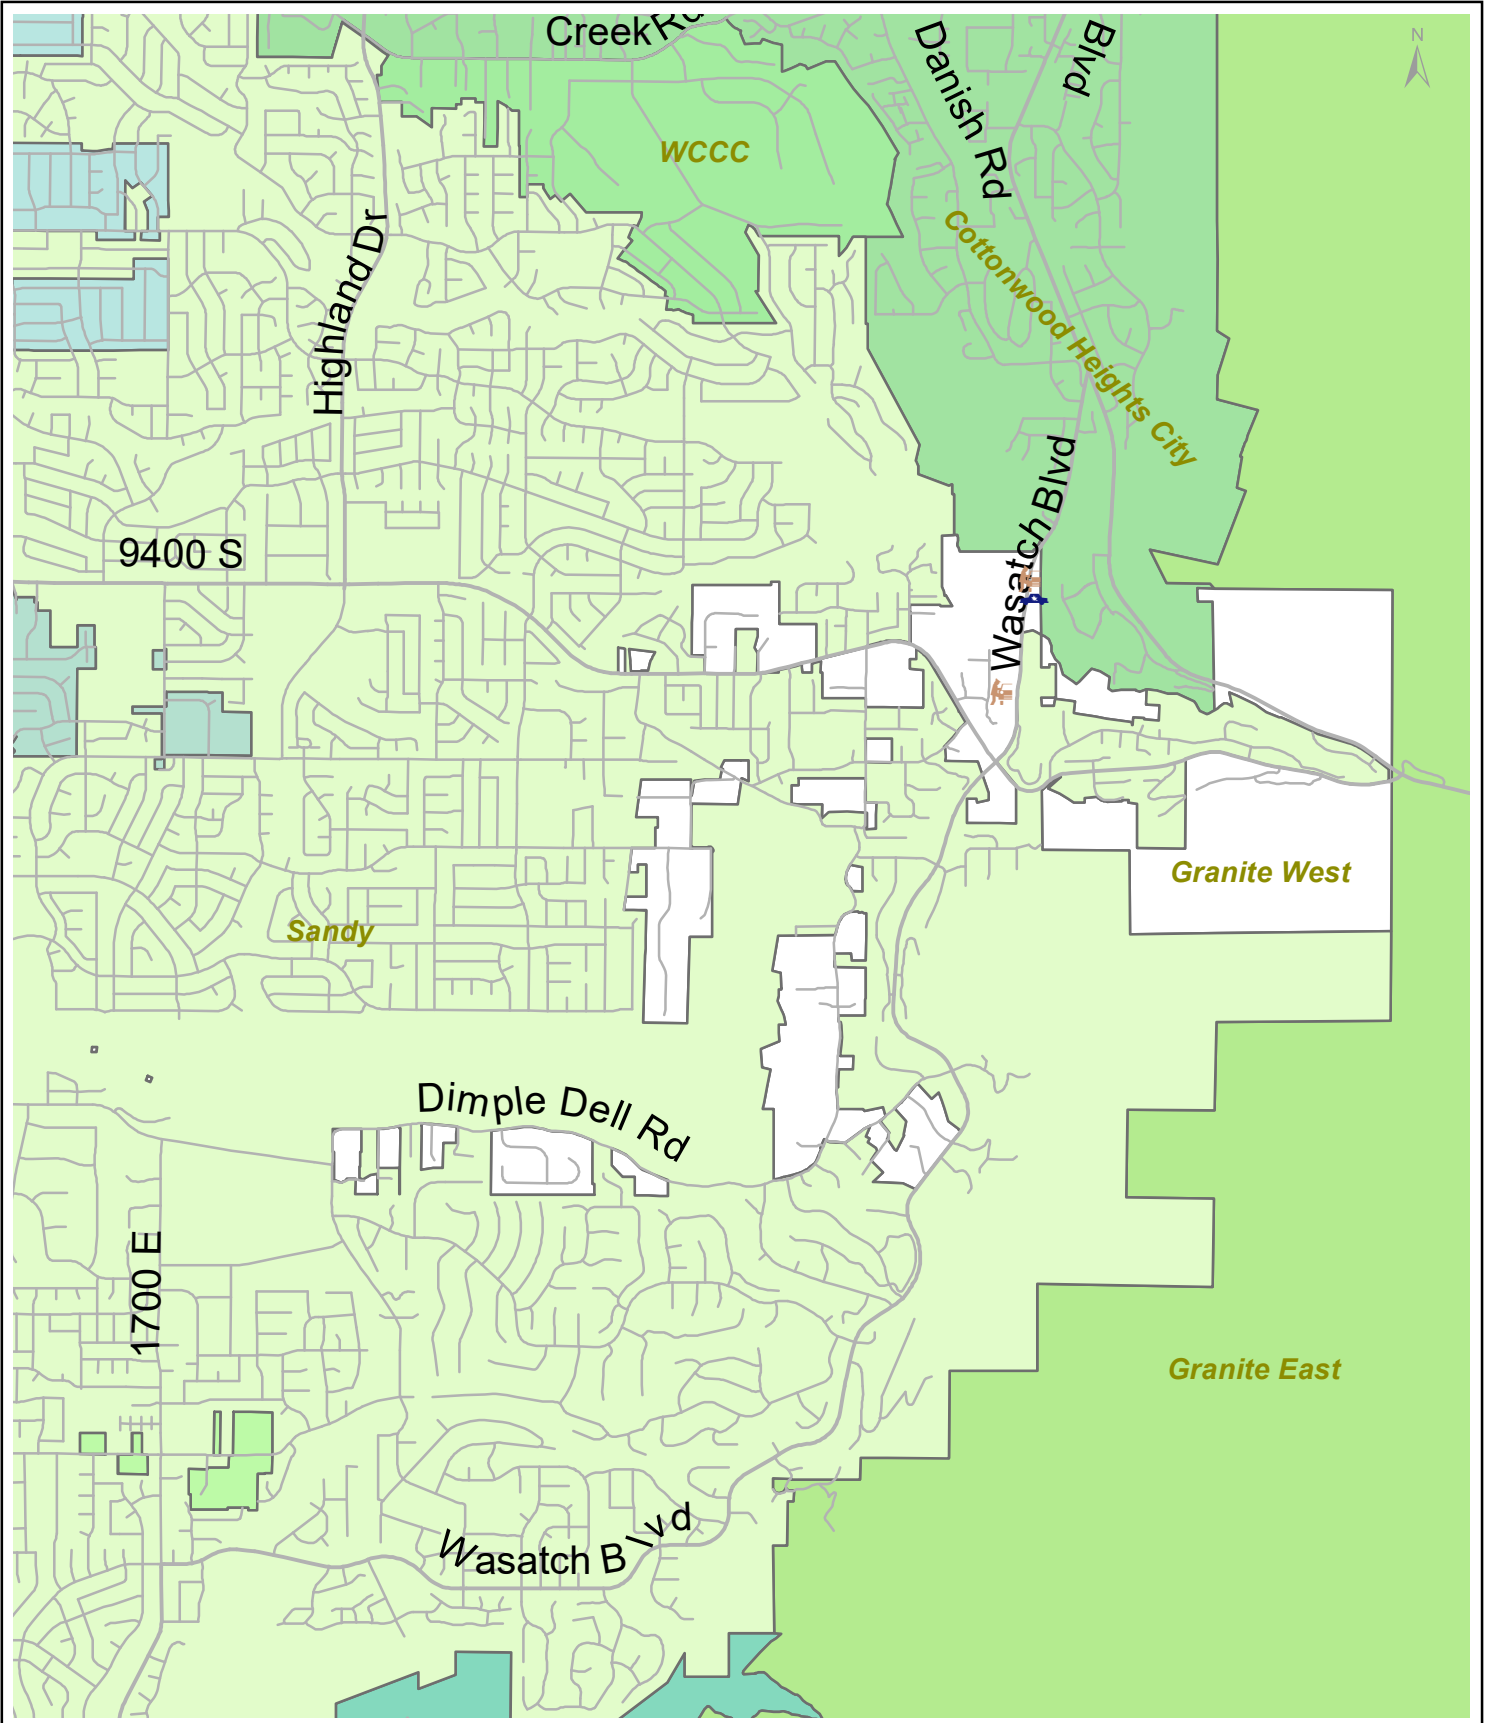 Creek Rd
Danish Rd
Blvd
N
WCCC
Cottonwood Heights City
Highland Dr
Wasatch Blvd
9400 S
Granite West
Sandy
Dimple Dell Rd
1700 E
Granite East
Wasatch Blvd